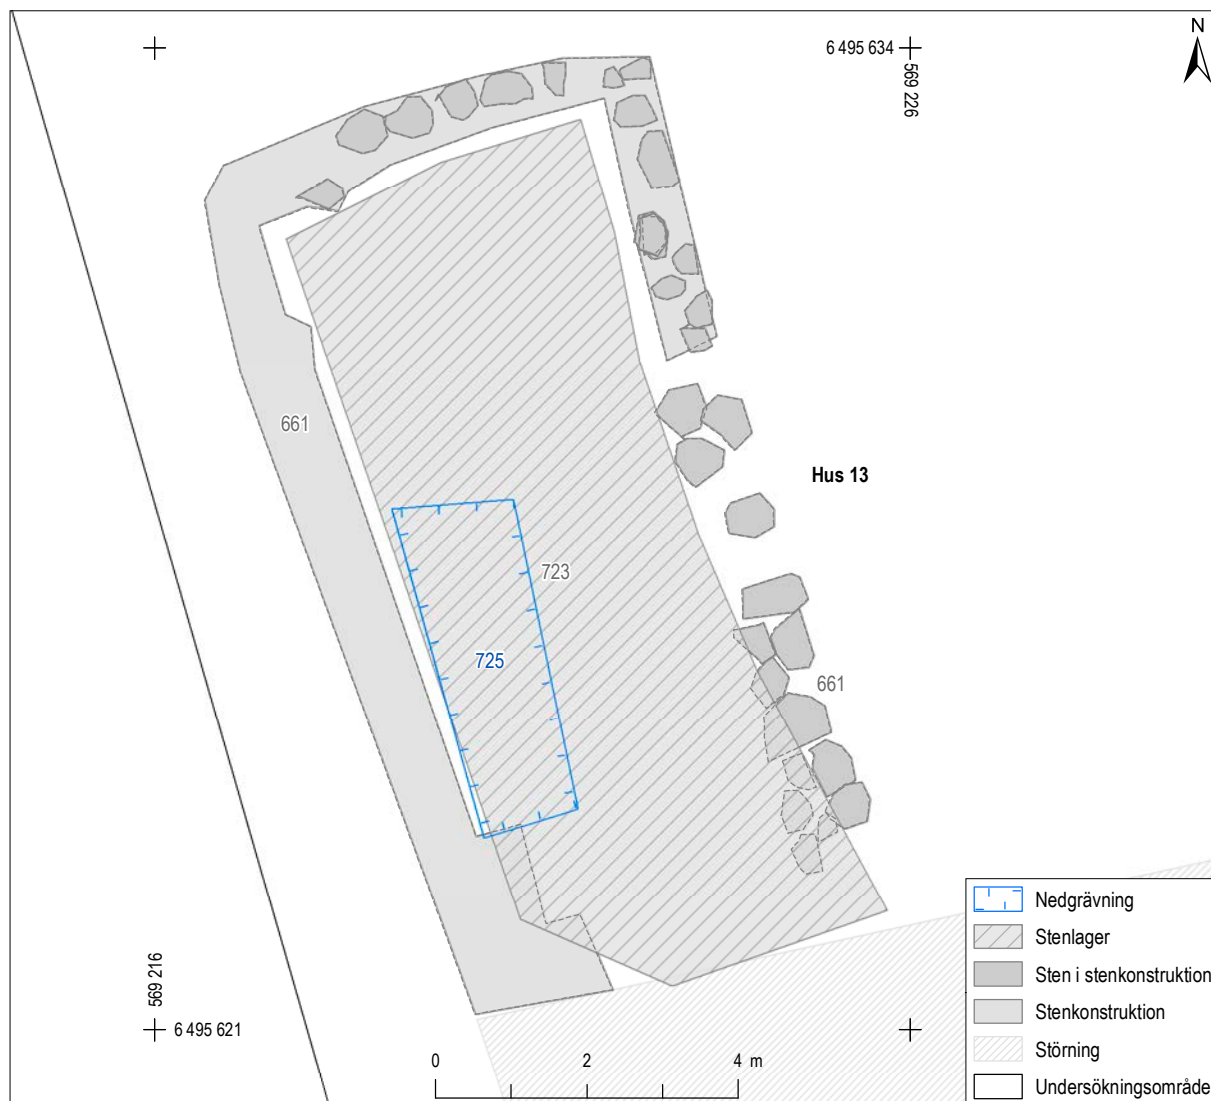 N
6 495 634
569 226
661
Hus 13
723
725
661
569 216
6 495 621
0 2 4 m
Nedgrävning
Stenlager
Sten i stenkonstruktion
Stenkonstruktion
Störning
Undersökningsområde